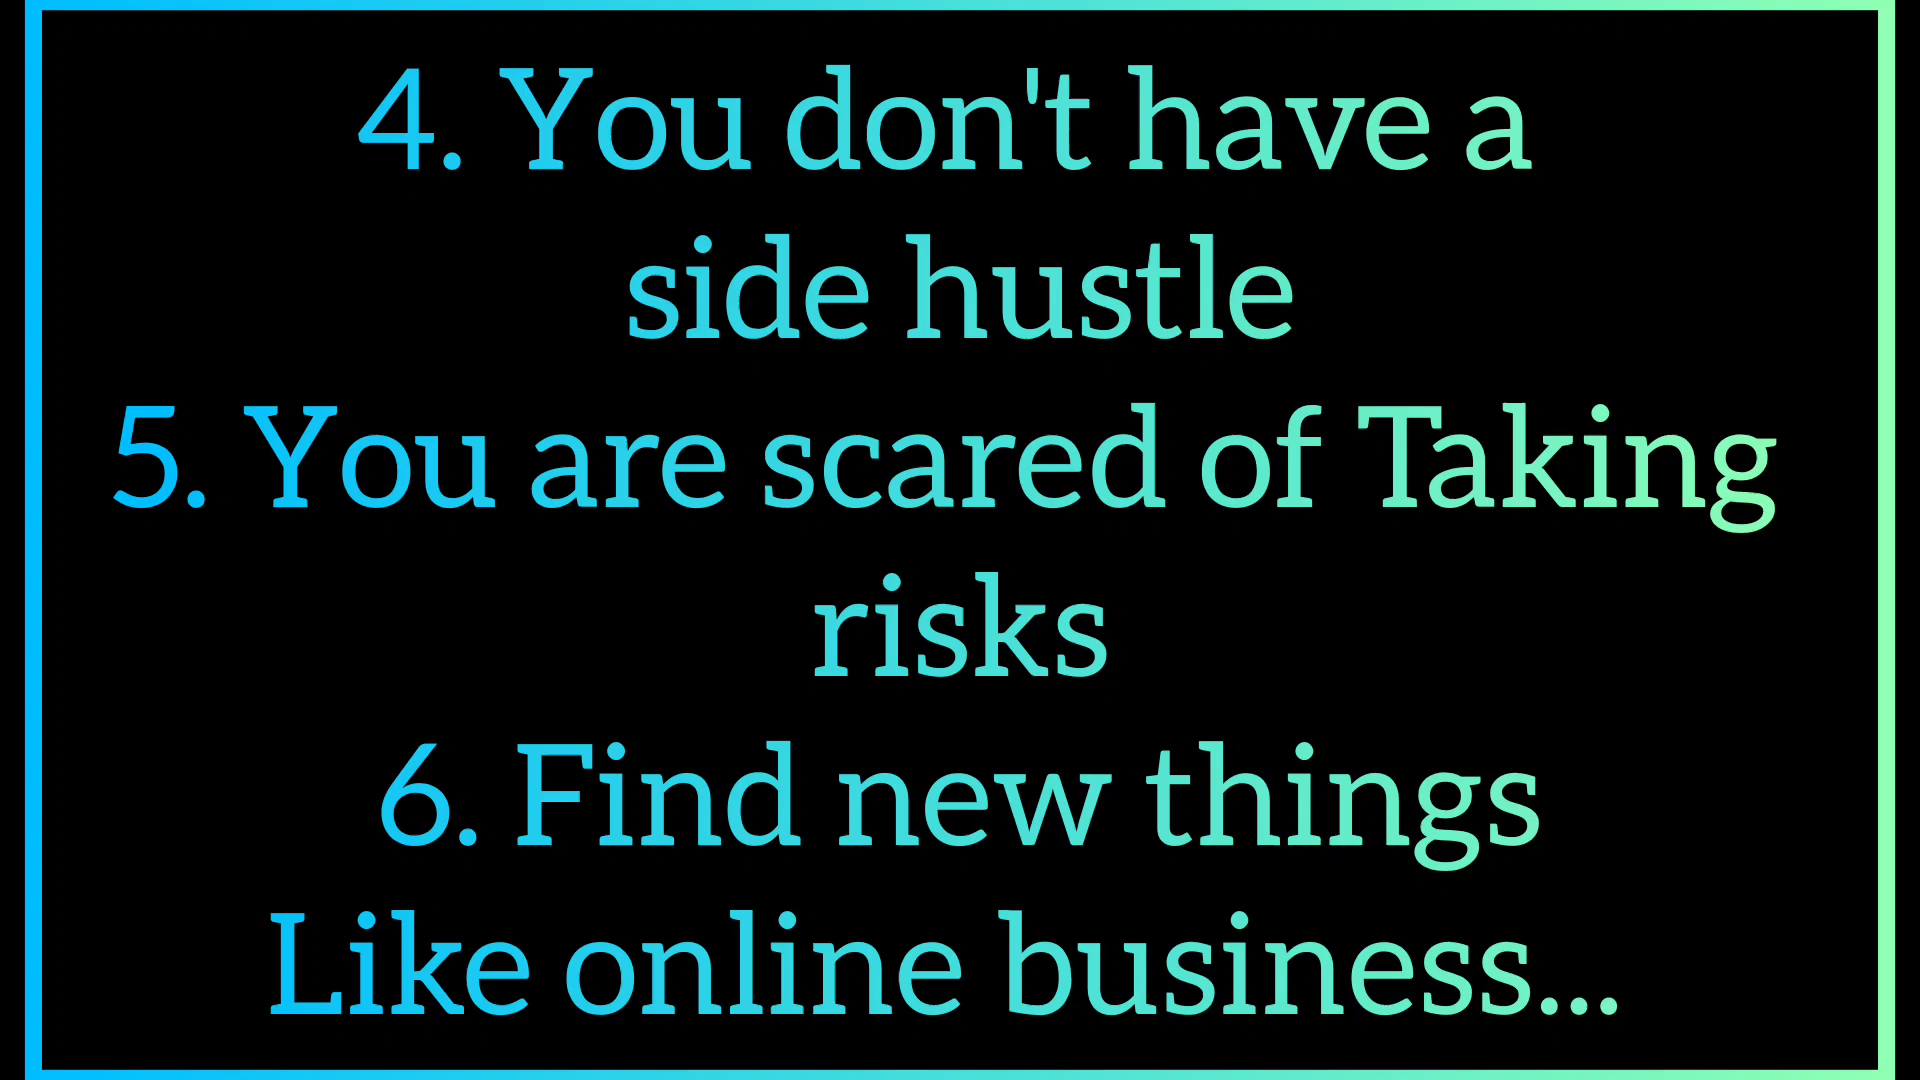 4. You don't have a
side hustle
5. You are scared of Taking
risks
6. Find new things
Like online business...